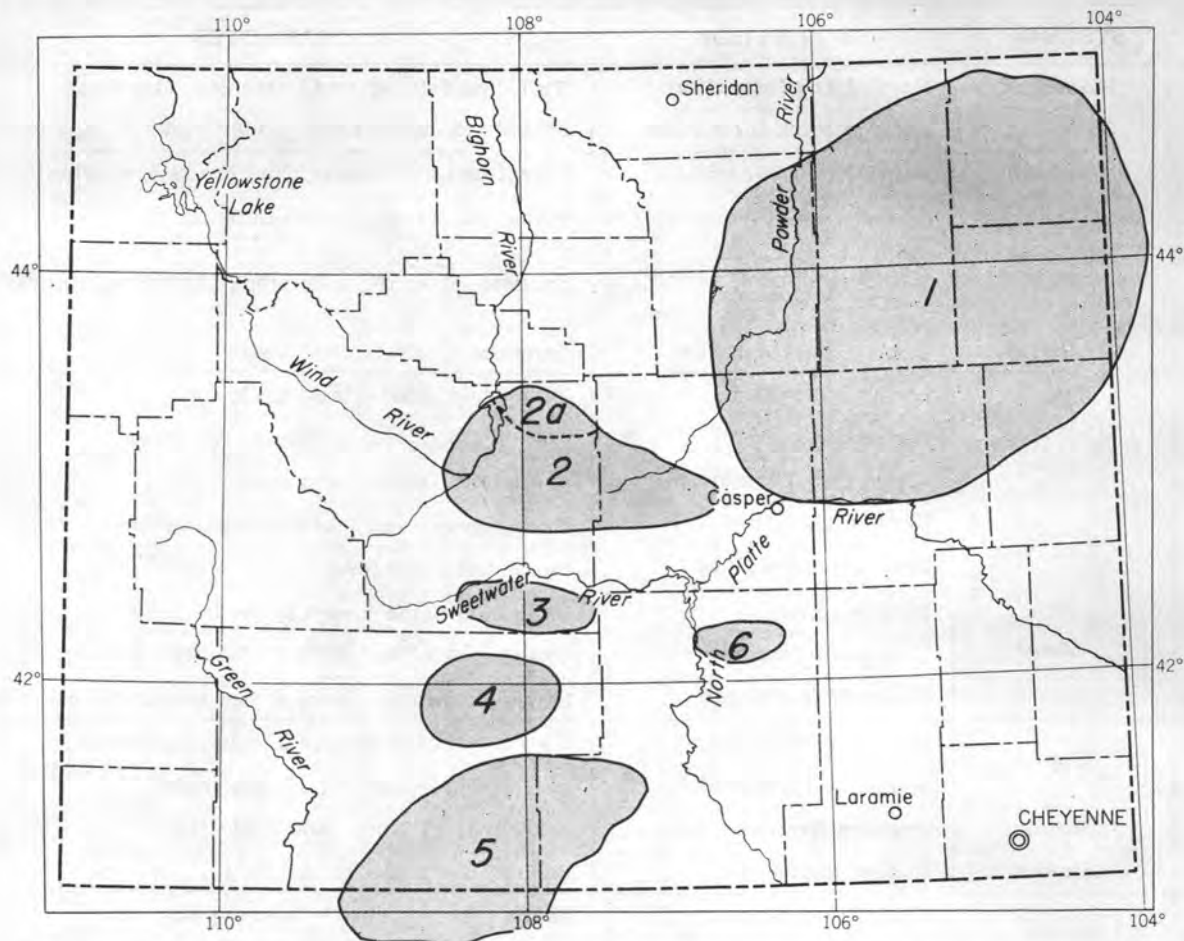 110°
108°
106°
104°
Sheridan
Bighorn
River
Powder
River
Yellowstone
Lake
44°
44°
1
Wind
River
2a
2
Casper
River
Platte
Sweetwater
River
3
6
North
42°
42°
4
Green
River
5
Laramie
CHEYENNE
110°
108°
106°
104°